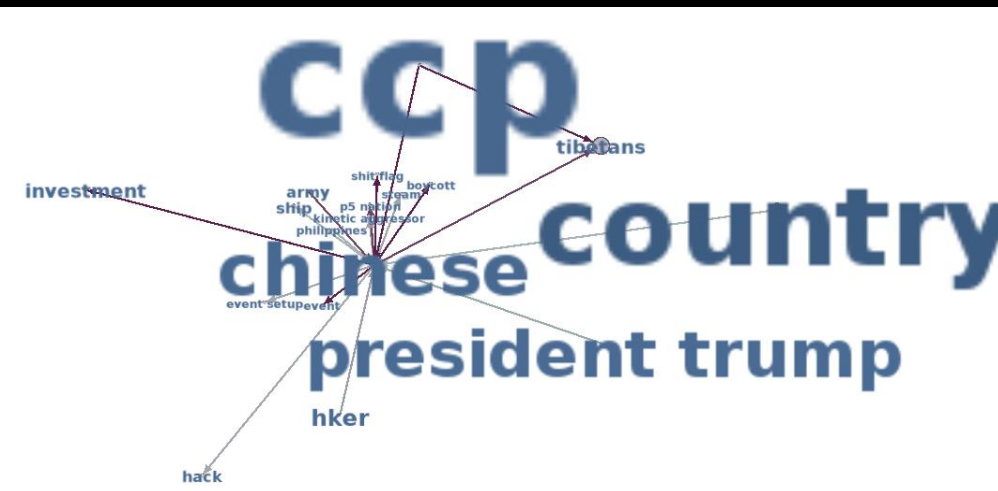 ccp
tibetans
shit flag
boycott
investment
army
steam
ship
p5 nation
kinetic aggressor
philippines
country
chinese
event setup
event
president trump
hker
hack